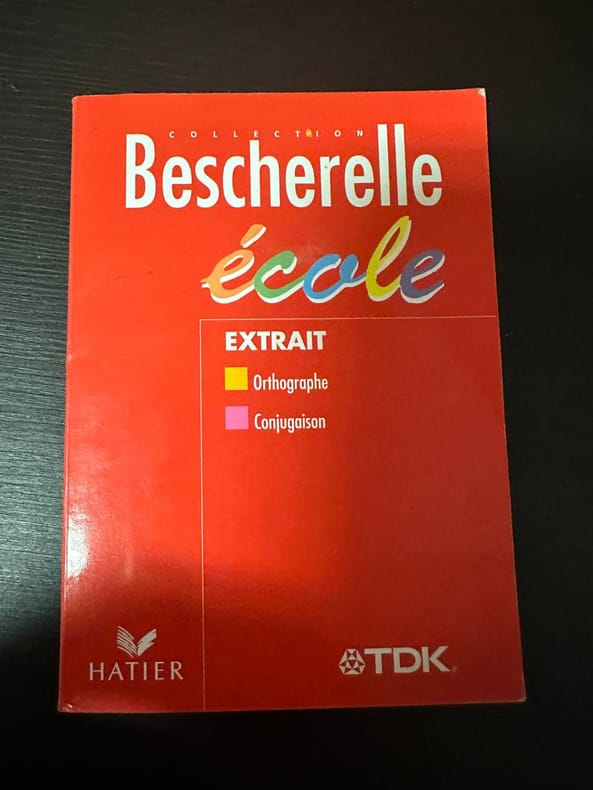 COLLECTION
Bescherelle
école
EXTRAIT
Orthographe
Conjugaison
HATIER
TDK